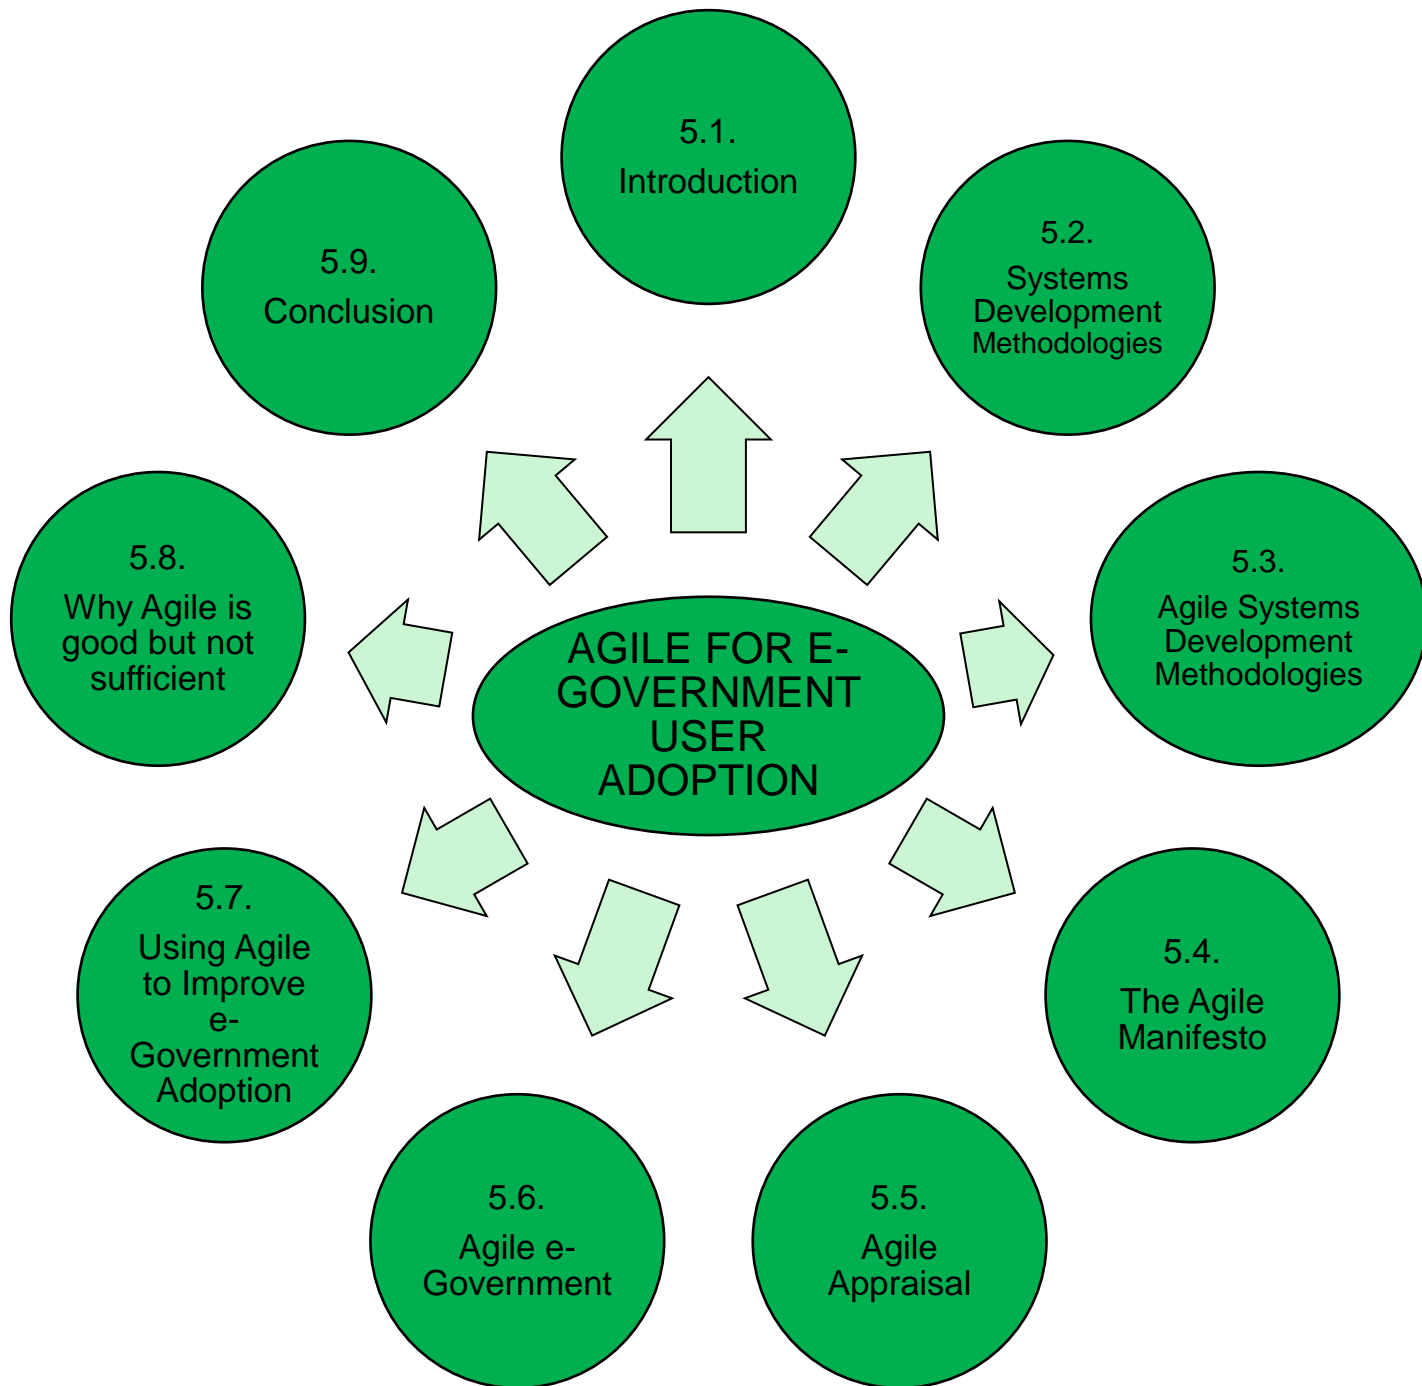 5.1.
Introduction
5.2.
Systems
Development
Methodologies
5.3.
Agile Systems
Development
Methodologies
5.4.
The Agile
Manifesto
5.5.
Agile
Appraisal
5.6.
Agile e-
Government
5.7.
Using Agile
to Improve
e-
Government
Adoption
5.8.
Why Agile is
good but not
sufficient
5.9.
Conclusion
AGILE FOR E-
GOVERNMENT
USER
ADOPTION